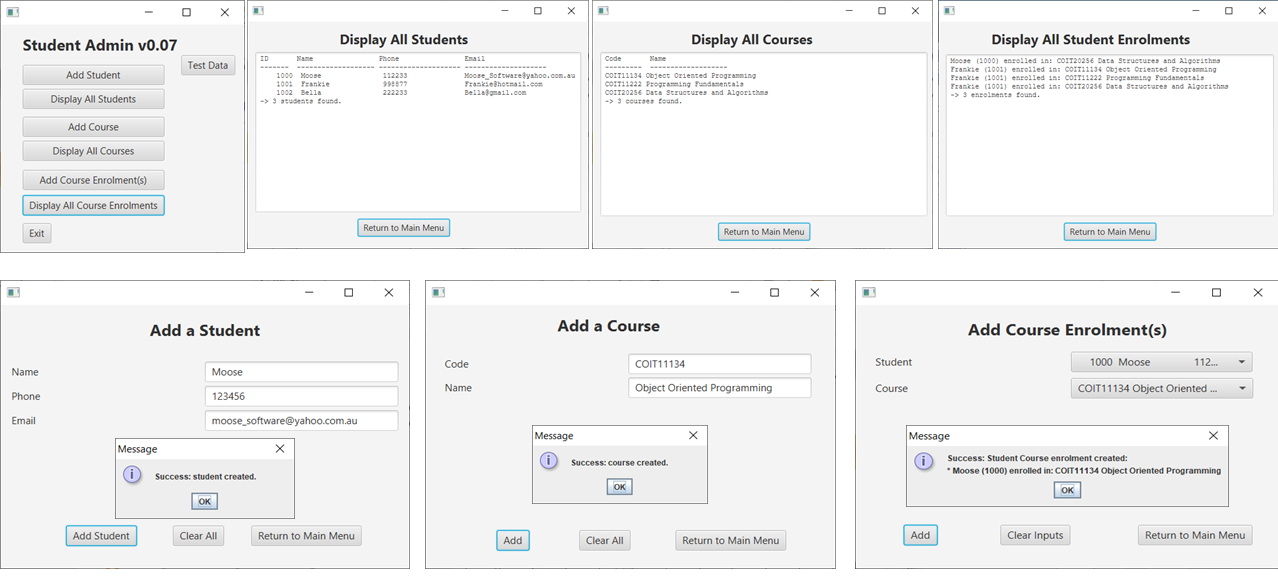 Student Admin v0.07
Test Data
Add Student
Display All Students
Add Course
Display All Courses
Add Course Enrolment(s)
Display All Course Enrolments
Exit
Display All Students
ID Name Phone Email
------- -------------------- --------------------- ---------------------
1000 Moose 112233 Moose_Software@yahoo.com.au
1001 Frankie 998877 Frankie@hotmail.com
1002 Bella 222233 Bella@gmail.com
-> 3 students found.
Return to Main Menu
Display All Courses
Code Name
--------- --------------------
COIT11134 Object Oriented Programming
COIT11222 Programming Fundamentals
COIT20256 Data Structures and Algorithms
-> 3 courses found.
Return to Main Menu
Display All Student Enrolments
Moose (1000) enrolled in: COIT20256 Data Structures and Algorithms
Frankie (1001) enrolled in: COIT11134 Object Oriented Programming
Frankie (1001) enrolled in: COIT11222 Programming Fundamentals
Frankie (1001) enrolled in: COIT20256 Data Structures and Algorithms
-> 3 enrolments found.
Return to Main Menu
Add a Student
Name Moose
Phone 123456
Email moose_software@yahoo.com.au
Message
Success: student created.
OK
Add Student Clear All Return to Main Menu
Add a Course
Code COIT11134
Name Object Oriented Programming
Message
Success: course created.
OK
Add Clear All Return to Main Menu
Add Course Enrolment(s)
Student 1000 Moose 112...
Course COIT11134 Object Oriented ...
Message
Success: Student Course enrolment created:
* Moose (1000) enrolled in: COIT11134 Object Oriented Programming
OK
Add Clear Inputs Return to Main Menu